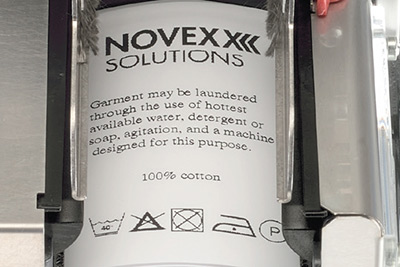 NOVEXX
SOLUTIONS
Garment may be laundered
through the use of hottest
available water, detergent or
soap, agitation, and a machine
designed for this purpose.
100% cotton
40°
P